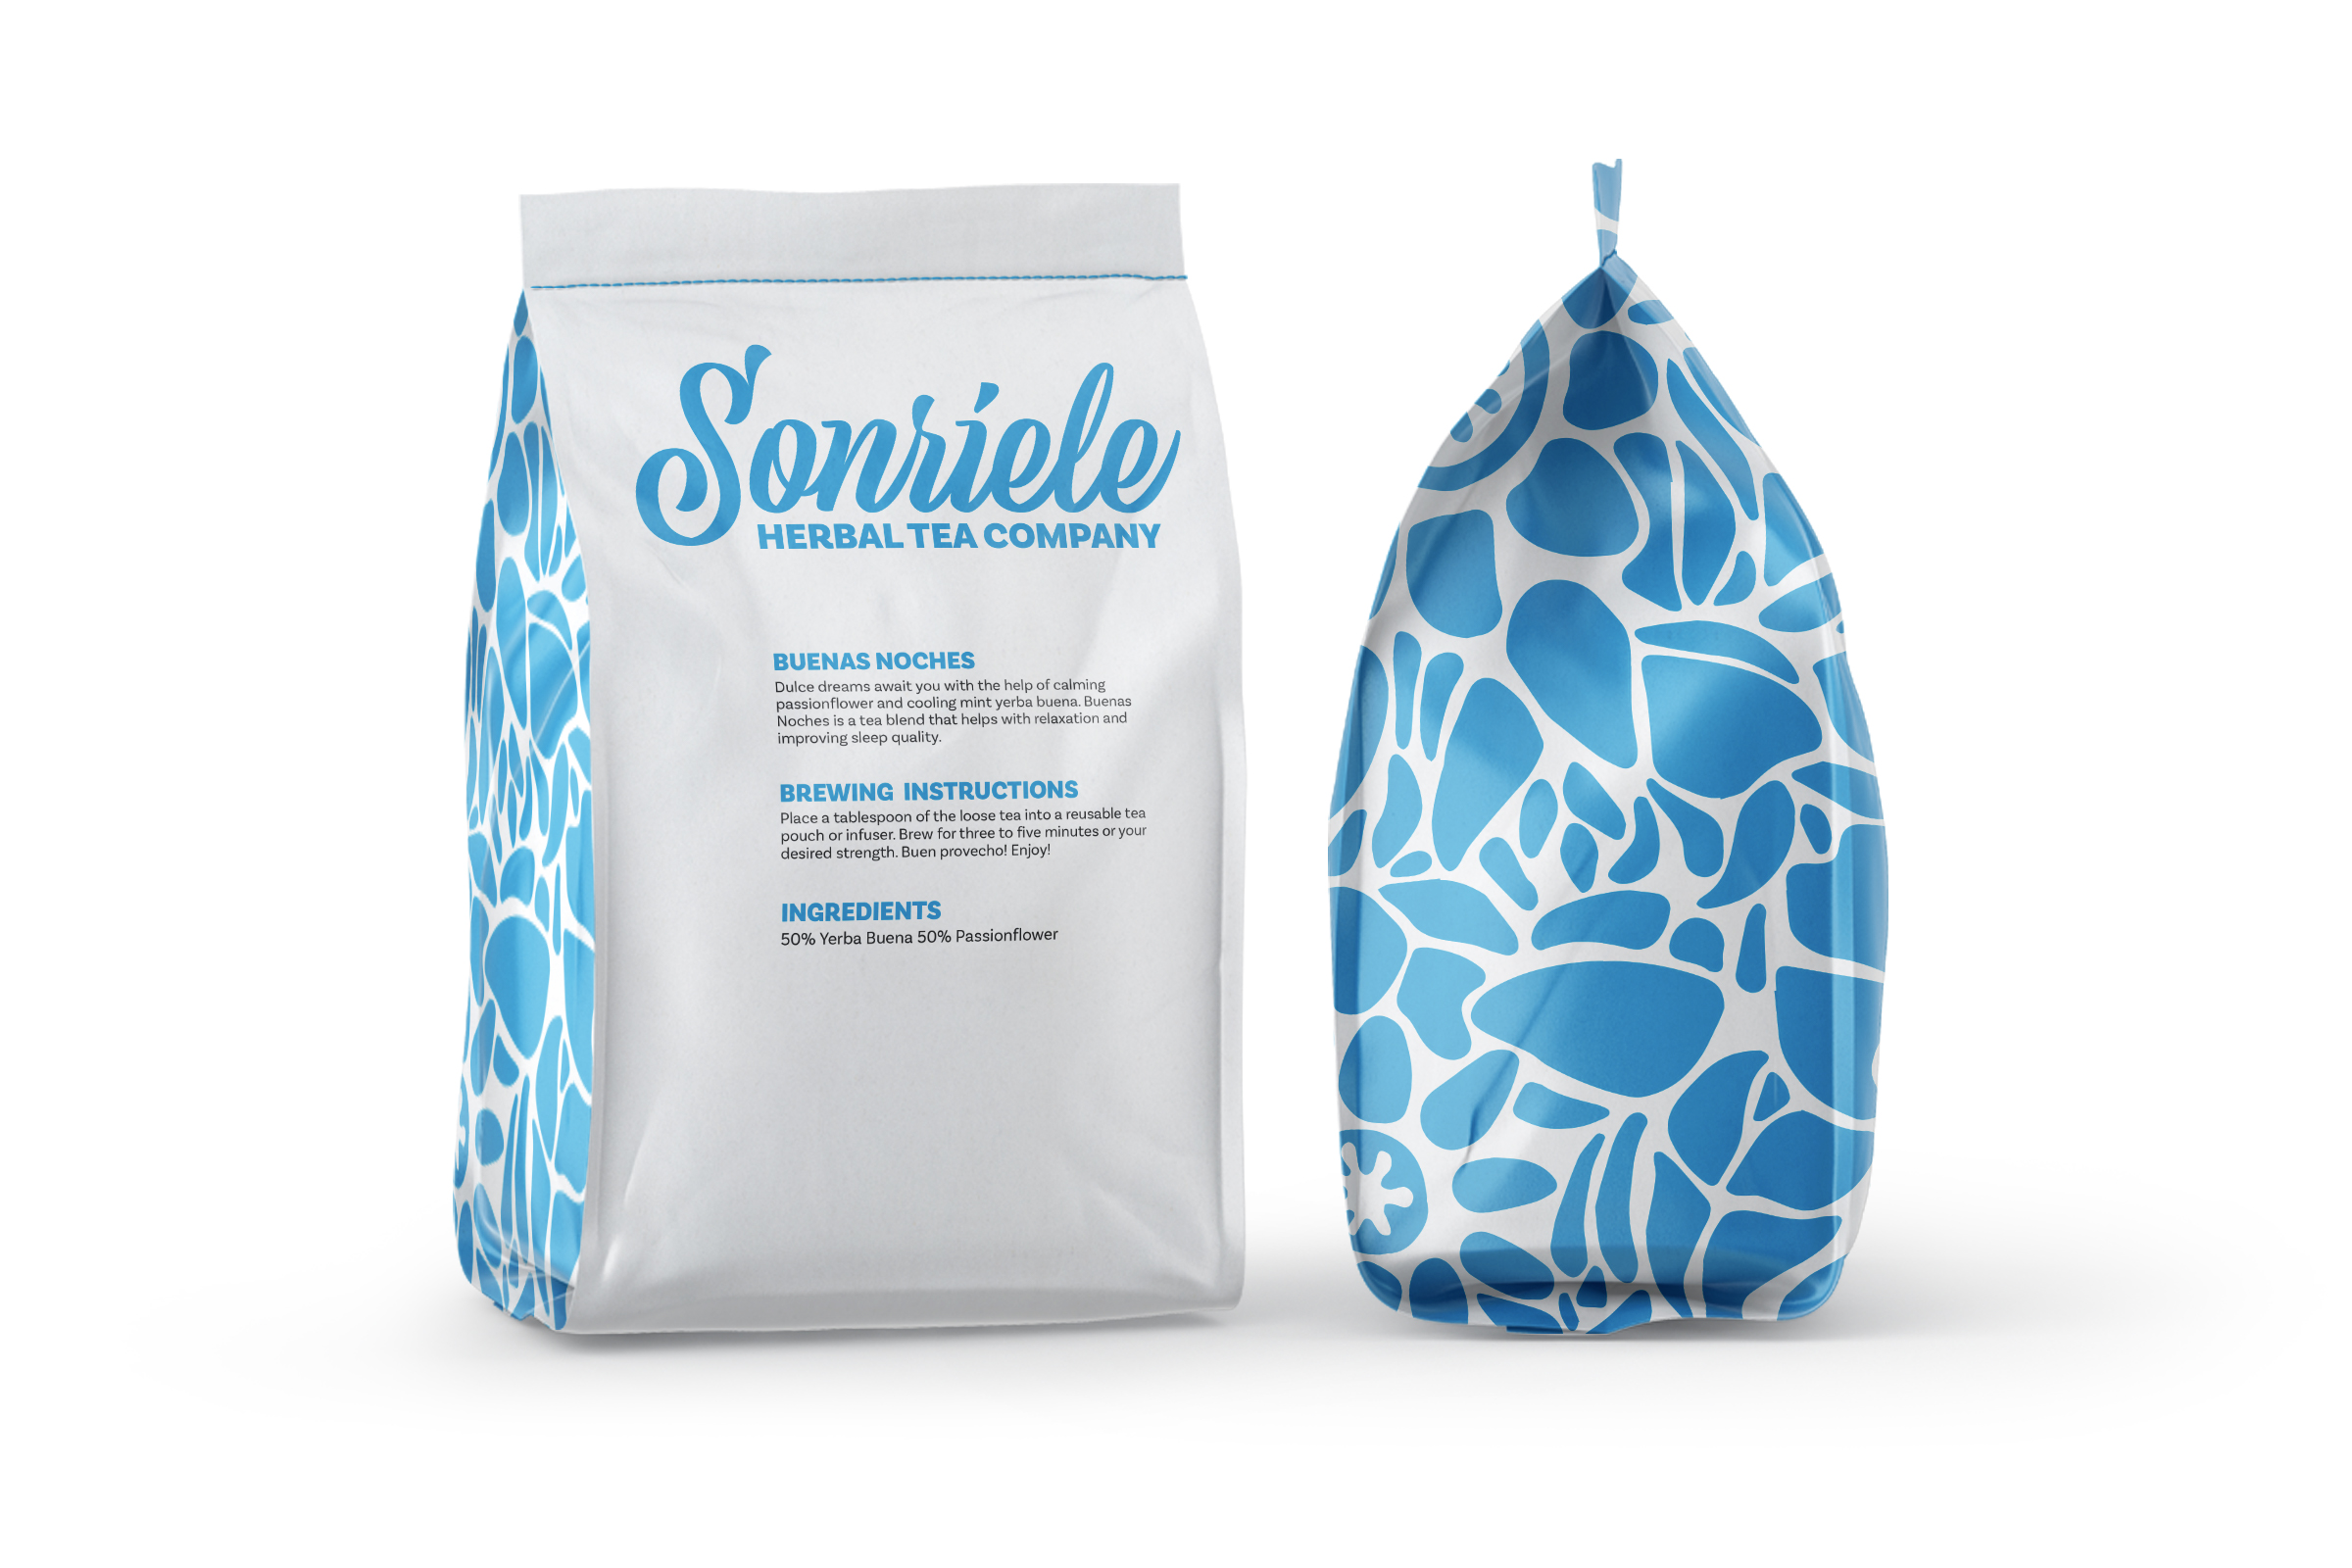 Sonríele
HERBAL TEA COMPANY
BUENAS NOCHES
Dulce dreams await you with the help of calming
passionflower and cooling mint yerba buena. Buenas
Noches is a tea blend that helps with relaxation and
improving sleep quality.
BREWING INSTRUCTIONS
Place a tablespoon of the loose tea into a reusable tea
pouch or infuser. Brew for three to five minutes or your
desired strength. Buen provecho! Enjoy!
INGREDIENTS
50% Yerba Buena 50% Passionflower